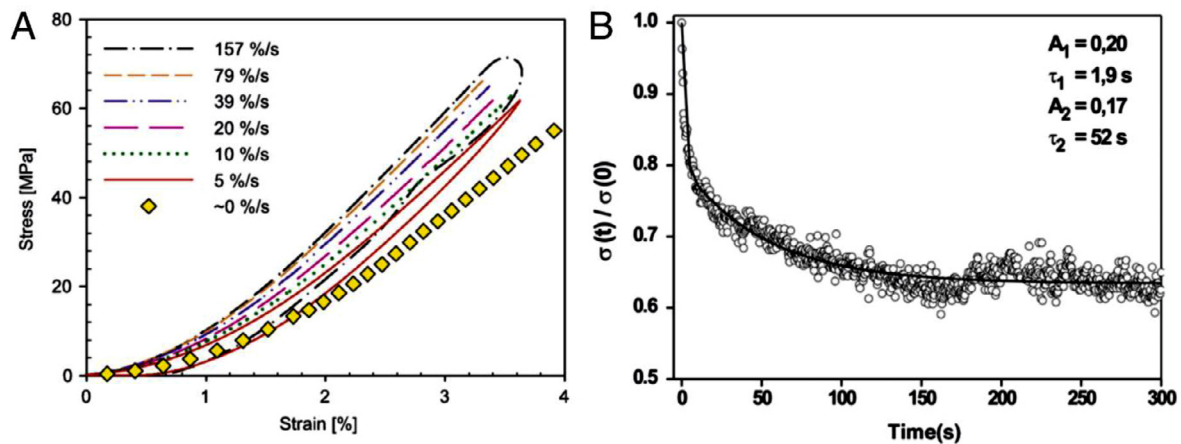 A
80
60
40
20
0
Stress [MPa]
157 %/s
79 %/s
39 %/s
20 %/s
10 %/s
5 %/s
~0 %/s
0 1 2 3 4
Strain [%]
B
1.0
0.9
0.8
0.7
0.6
0.5
σ(t) / σ(0)
A1 = 0,20
τ1 = 1,9 s
A2 = 0,17
τ2 = 52 s
0 50 100 150 200 250 300
Time(s)